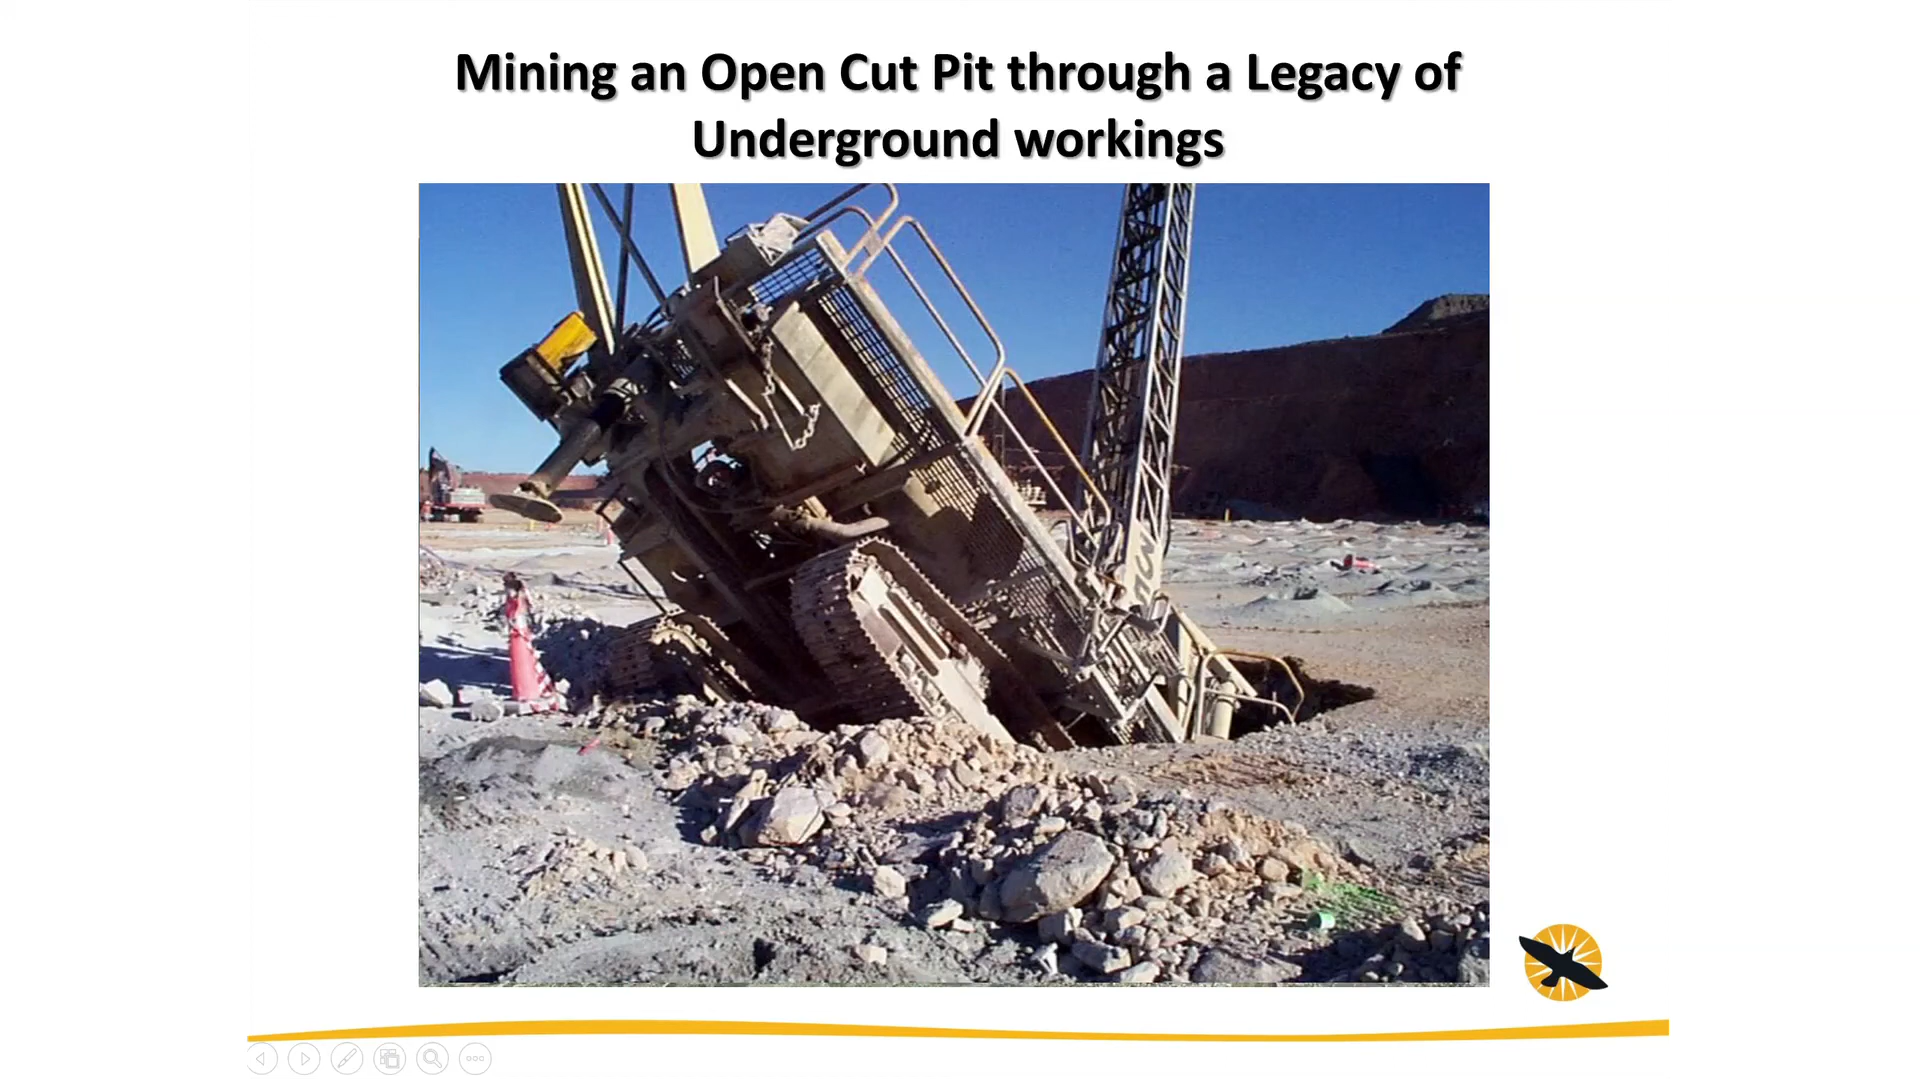 Mining an Open Cut Pit through a Legacy of
Underground workings